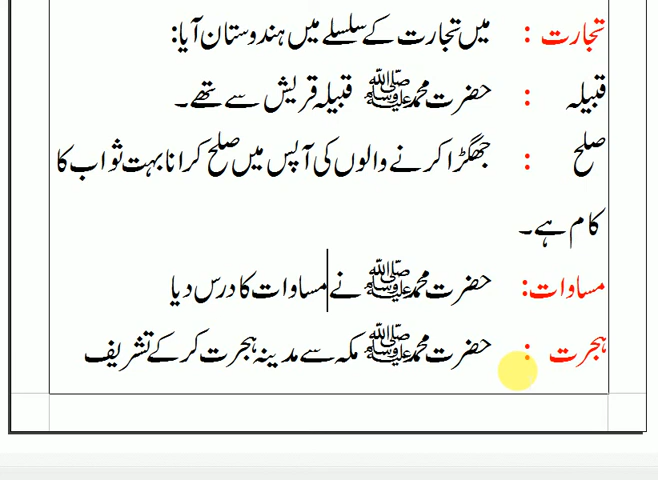 تجارت : میں تجارت کے سلسلے میں ہندوستان آیا:
قبیلہ : حضرت محمد ﷺ قبیلہ قریش سے تھے۔
صلح : جھگڑا کرنے والوں کی آپس میں صلح کرانا بہت ثواب کا
کام ہے۔
مساوات: حضرت محمد ﷺ نے مساوات کا درس دیا
ہجرت : حضرت محمد ﷺ مکہ سے مدینہ ہجرت کر کے تشریف